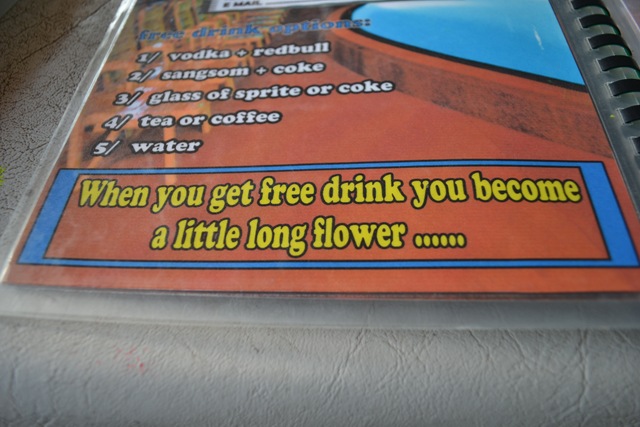 E MAIL
free drink options:
1/ vodka + redbull
2/ sangsom + coke
3/ glass of sprite or coke
4/ tea or coffee
5/ water
When you get free drink you become
a little long flower ......